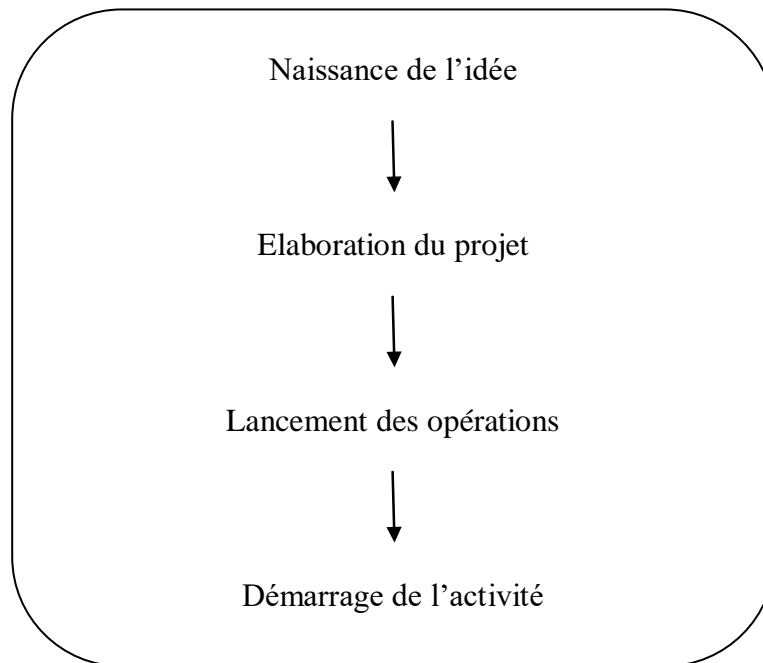 Naissance de l’idée
Elaboration du projet
Lancement des opérations
Démarrage de l’activité